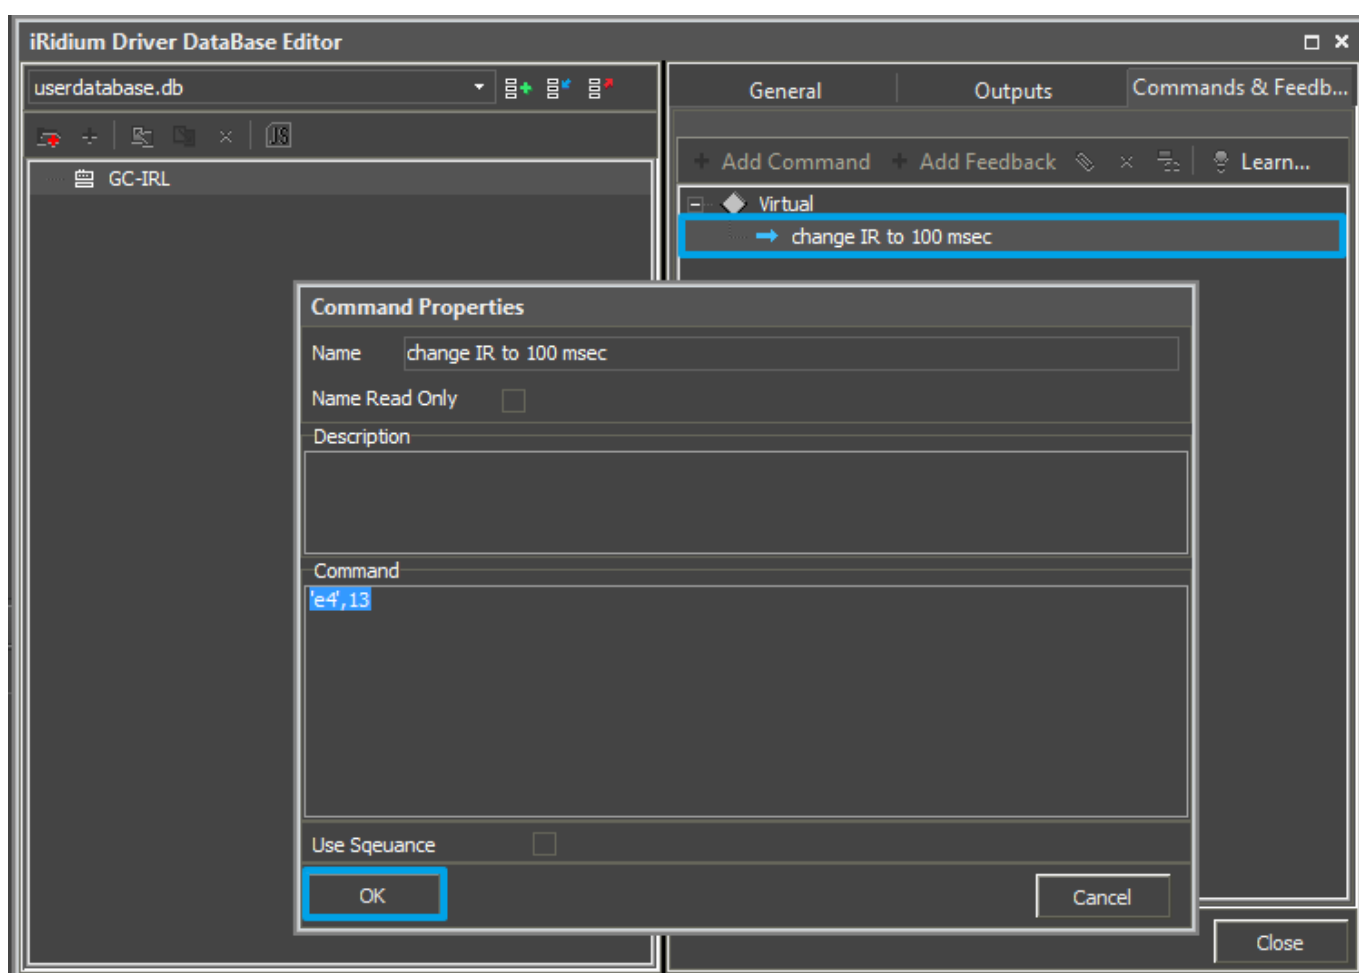 iRidium Driver DataBase Editor
userdatabase.db
JS
GC-IRL
General
Outputs
Commands & Feedb...
Add Command
Add Feedback
Learn...
Virtual
change IR to 100 msec
Command Properties
Name
change IR to 100 msec
Name Read Only
Description
Command
'e4',13
Use Sqeuance
OK
Cancel
Close